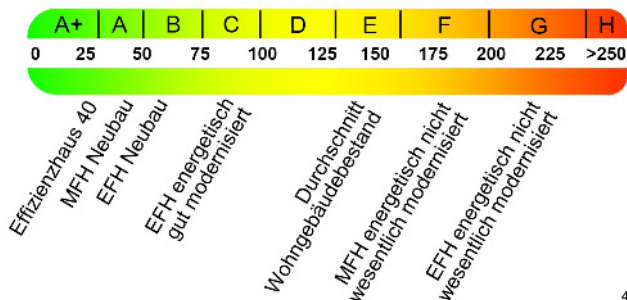 A+ A B C D E F G H
0 25 50 75 100 125 150 175 200 225 >250
Effizienzhaus 40
MFH Neubau
EFH Neubau
EFH energetisch
gut modernisiert
Durchschnitt
Wohngebäudebestand
MFH energetisch nicht
wesentlich modernisiert
EFH energetisch nicht
wesentlich modernisiert
4